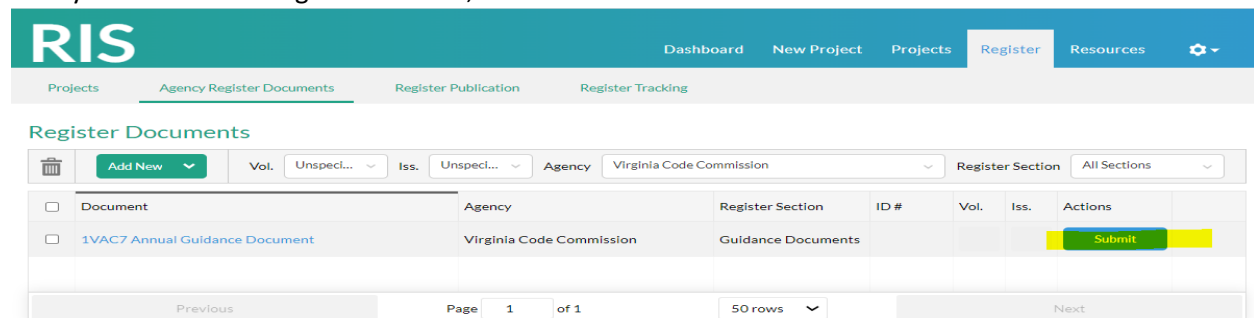 RIS
Dashboard New Project Projects Register Resources
Projects Agency Register Documents Register Publication Register Tracking
Register Documents
Add New Vol. Unspeci... Iss. Unspeci... Agency Virginia Code Commission Register Section All Sections
Document Agency Register Section ID # Vol. Iss. Actions
1VAC7 Annual Guidance Document Virginia Code Commission Guidance Documents Submit
Previous Page 1 of 1 50 rows Next